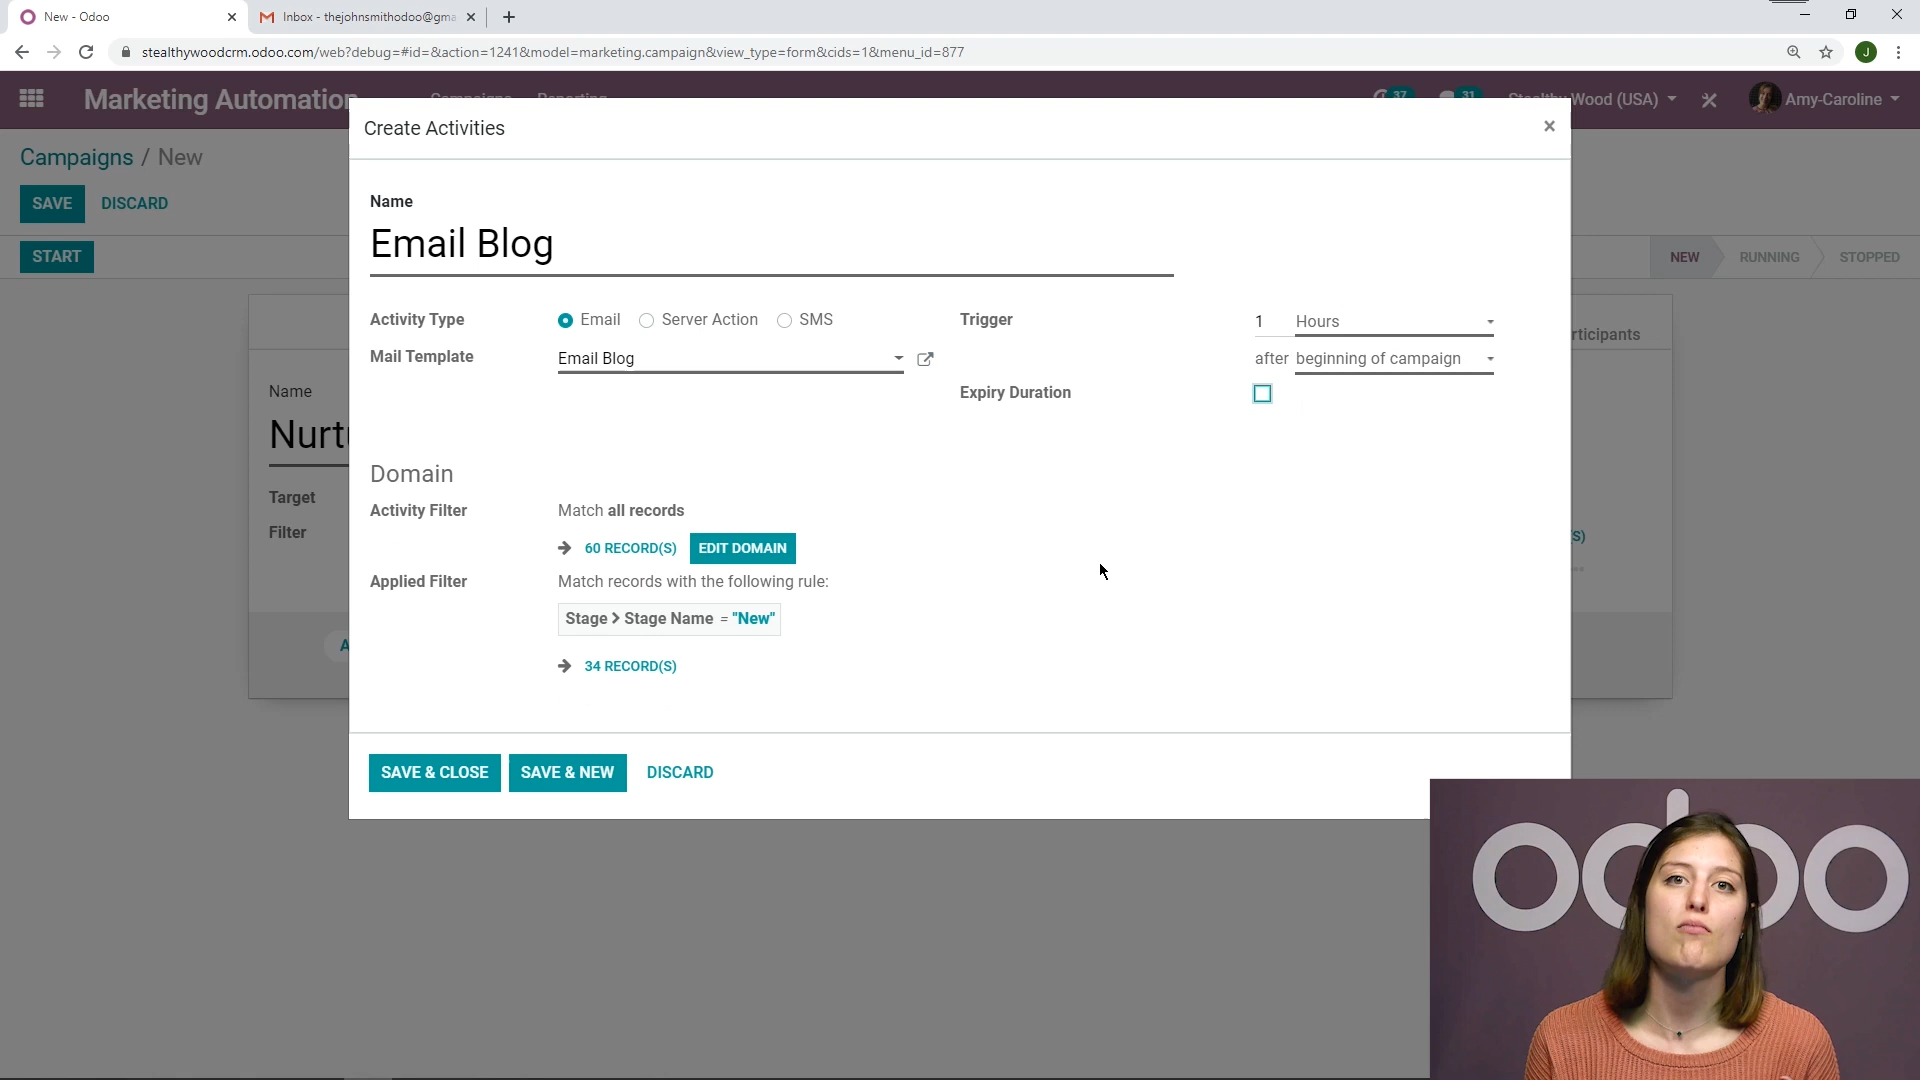 New - Odoo
Inbox - thejohnsmithodoo@gma
stealthywoodcrm.odoo.com/web?debug=#id=&action=1241&model=marketing.campaign&view_type=form&cids=1&menu_id=877
J
Marketing Automation
Campaigns Reporting
37
31
Stealthy Wood (USA)
Amy-Caroline
Campaigns / New
SAVE DISCARD
START
NEW RUNNING STOPPED
rticipants
Name
Nurtu
Target
Filter
(S)
A
Create Activities
×
Name
Email Blog
Activity Type
Email Server Action SMS
Mail Template
Email Blog
Trigger
1 Hours
after beginning of campaign
Expiry Duration
Domain
Activity Filter
Match all records
60 RECORD(S) EDIT DOMAIN
Applied Filter
Match records with the following rule:
Stage > Stage Name = "New"
34 RECORD(S)
SAVE & CLOSE SAVE & NEW DISCARD
odoo